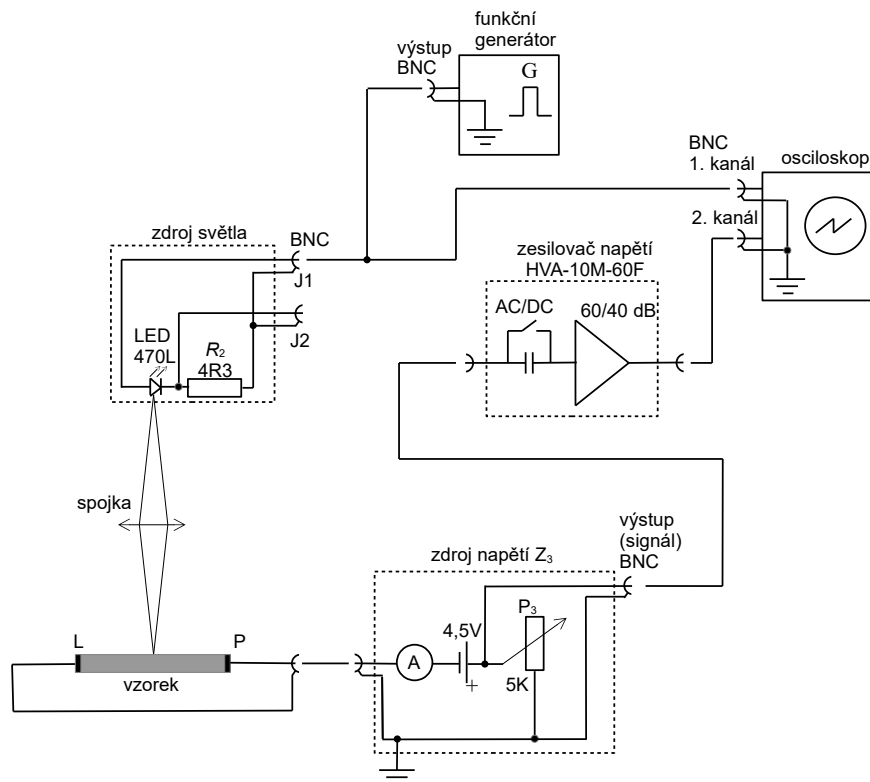 funkční
generátor
výstup
BNC
G
BNC
1. kanál
osciloskop
2. kanál
zdroj světla
BNC
J1
zesilovač napětí
HVA-10M-60F
AC/DC
60/40 dB
J2
LED
470L
R₂
4R3
spojka
výstup
(signál)
BNC
zdroj napětí Z₃
L
P
vzorek
A
4,5V
+
P₃
5K